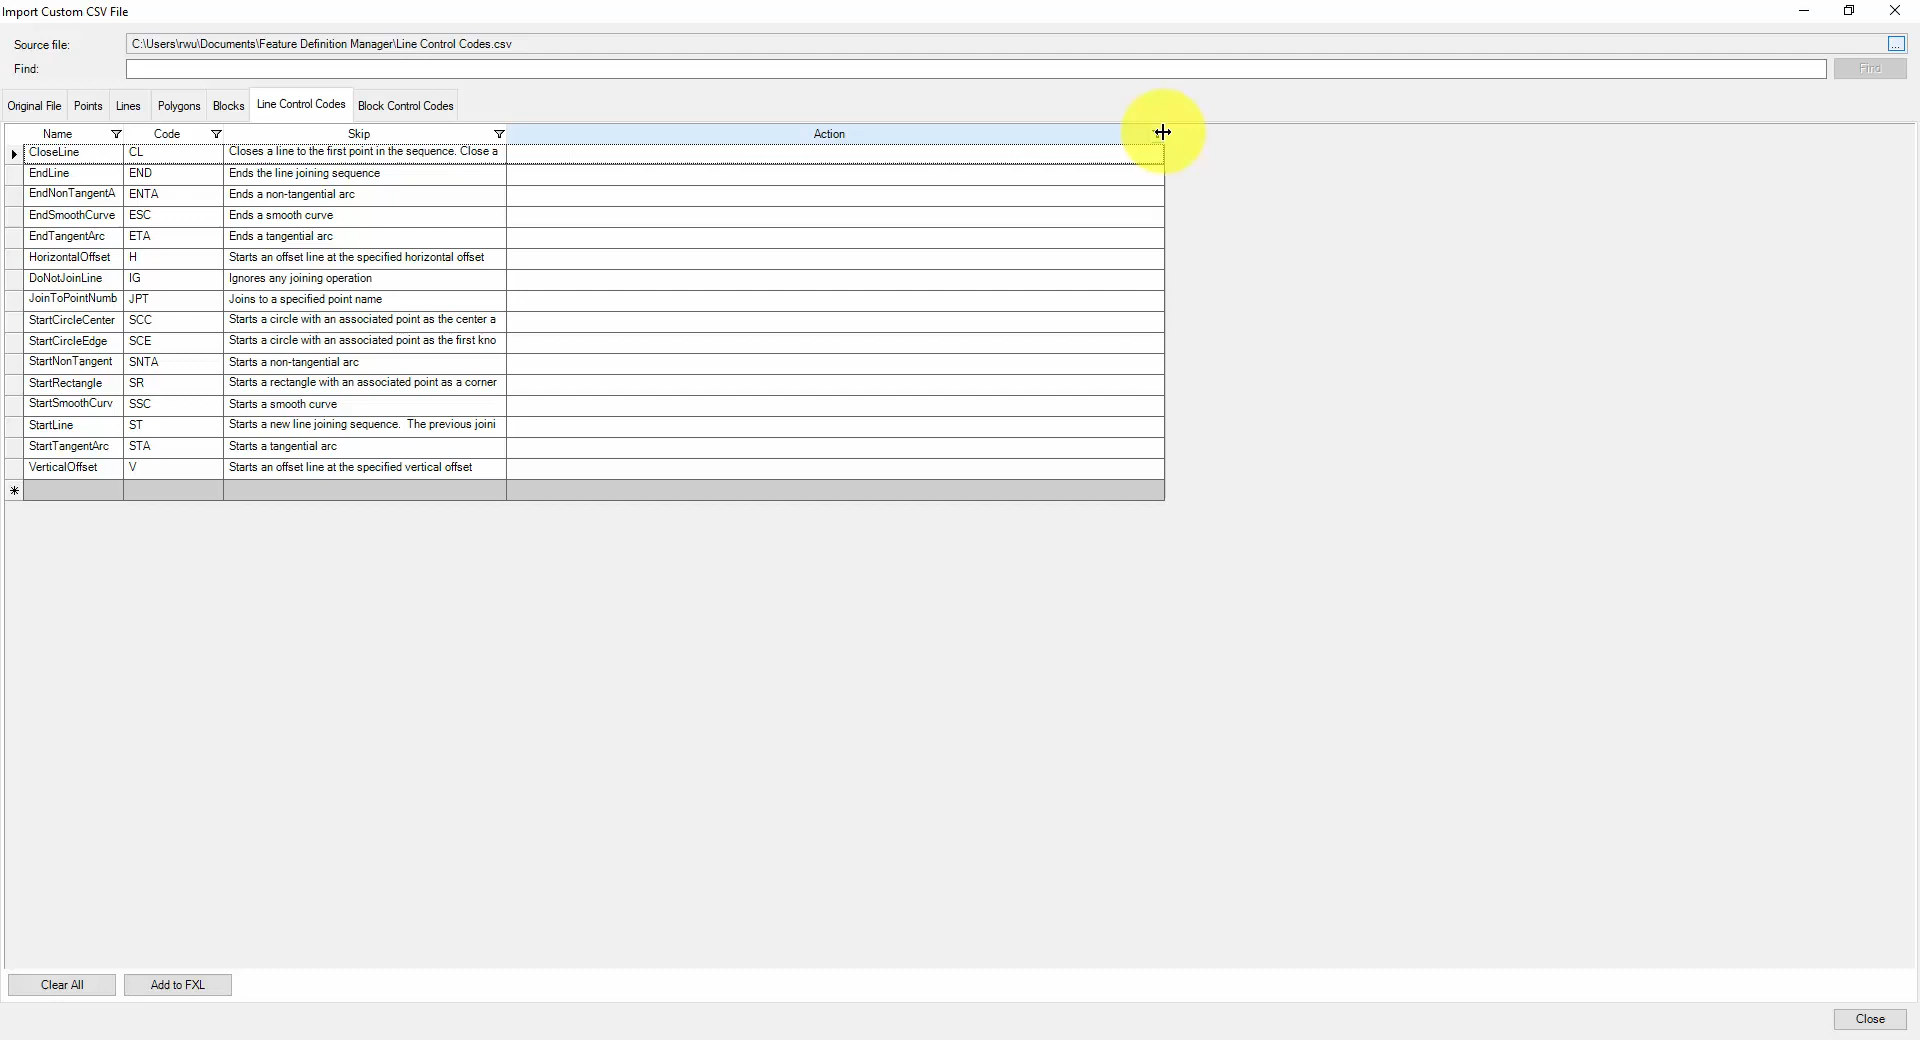 Import Custom CSV File
Source file: C:\Users\rwu\Documents\Feature Definition Manager\Line Control Codes.csv ...
Find: Find
Original File Points Lines Polygons Blocks Line Control Codes Block Control Codes
Name Code Skip Action
CloseLine CL Closes a line to the first point in the sequence. Close a
EndLine END Ends the line joining sequence
EndNonTangentA ENTA Ends a non-tangential arc
EndSmoothCurve ESC Ends a smooth curve
EndTangentArc ETA Ends a tangential arc
HorizontalOffset H Starts an offset line at the specified horizontal offset
DoNotJoinLine IG Ignores any joining operation
JoinToPointNumb JPT Joins to a specified point name
StartCircleCenter SCC Starts a circle with an associated point as the center a
StartCircleEdge SCE Starts a circle with an associated point as the first kno
StartNonTangent SNTA Starts a non-tangential arc
StartRectangle SR Starts a rectangle with an associated point as a corner
StartSmoothCurv SSC Starts a smooth curve
StartLine ST Starts a new line joining sequence. The previous joini
StartTangentArc STA Starts a tangential arc
VerticalOffset V Starts an offset line at the specified vertical offset
Clear All Add to FXL
Close